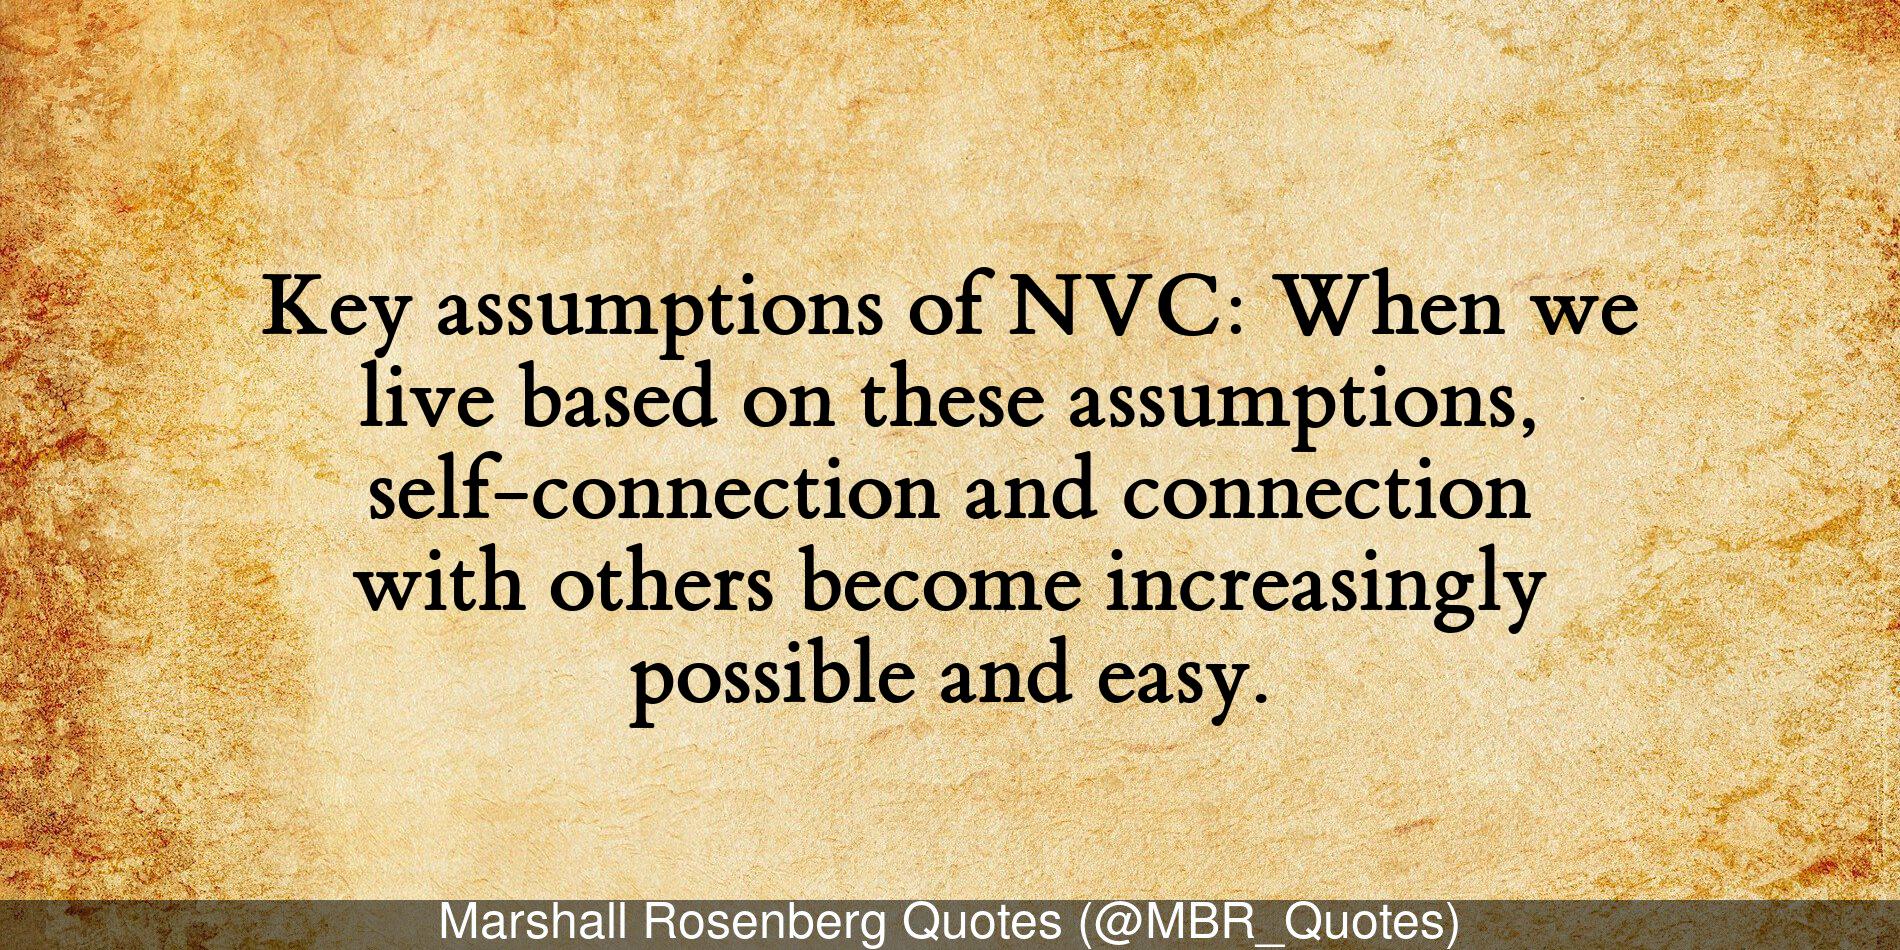 Key assumptions of NVC: When we
live based on these assumptions,
self-connection and connection
with others become increasingly
possible and easy.
Marshall Rosenberg Quotes (@MBR_Quotes)